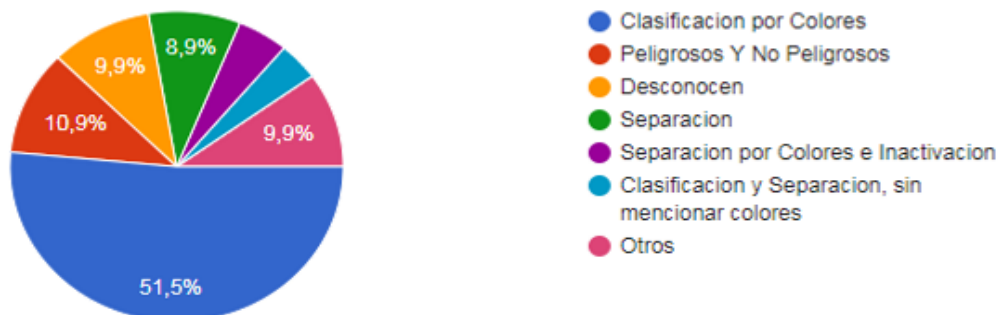 8,9%
9,9%
10,9%
9,9%
51,5%
Clasificacion por Colores
Peligrosos Y No Peligrosos
Desconocen
Separacion
Separacion por Colores e Inactivacion
Clasificacion y Separacion, sin
mencionar colores
Otros